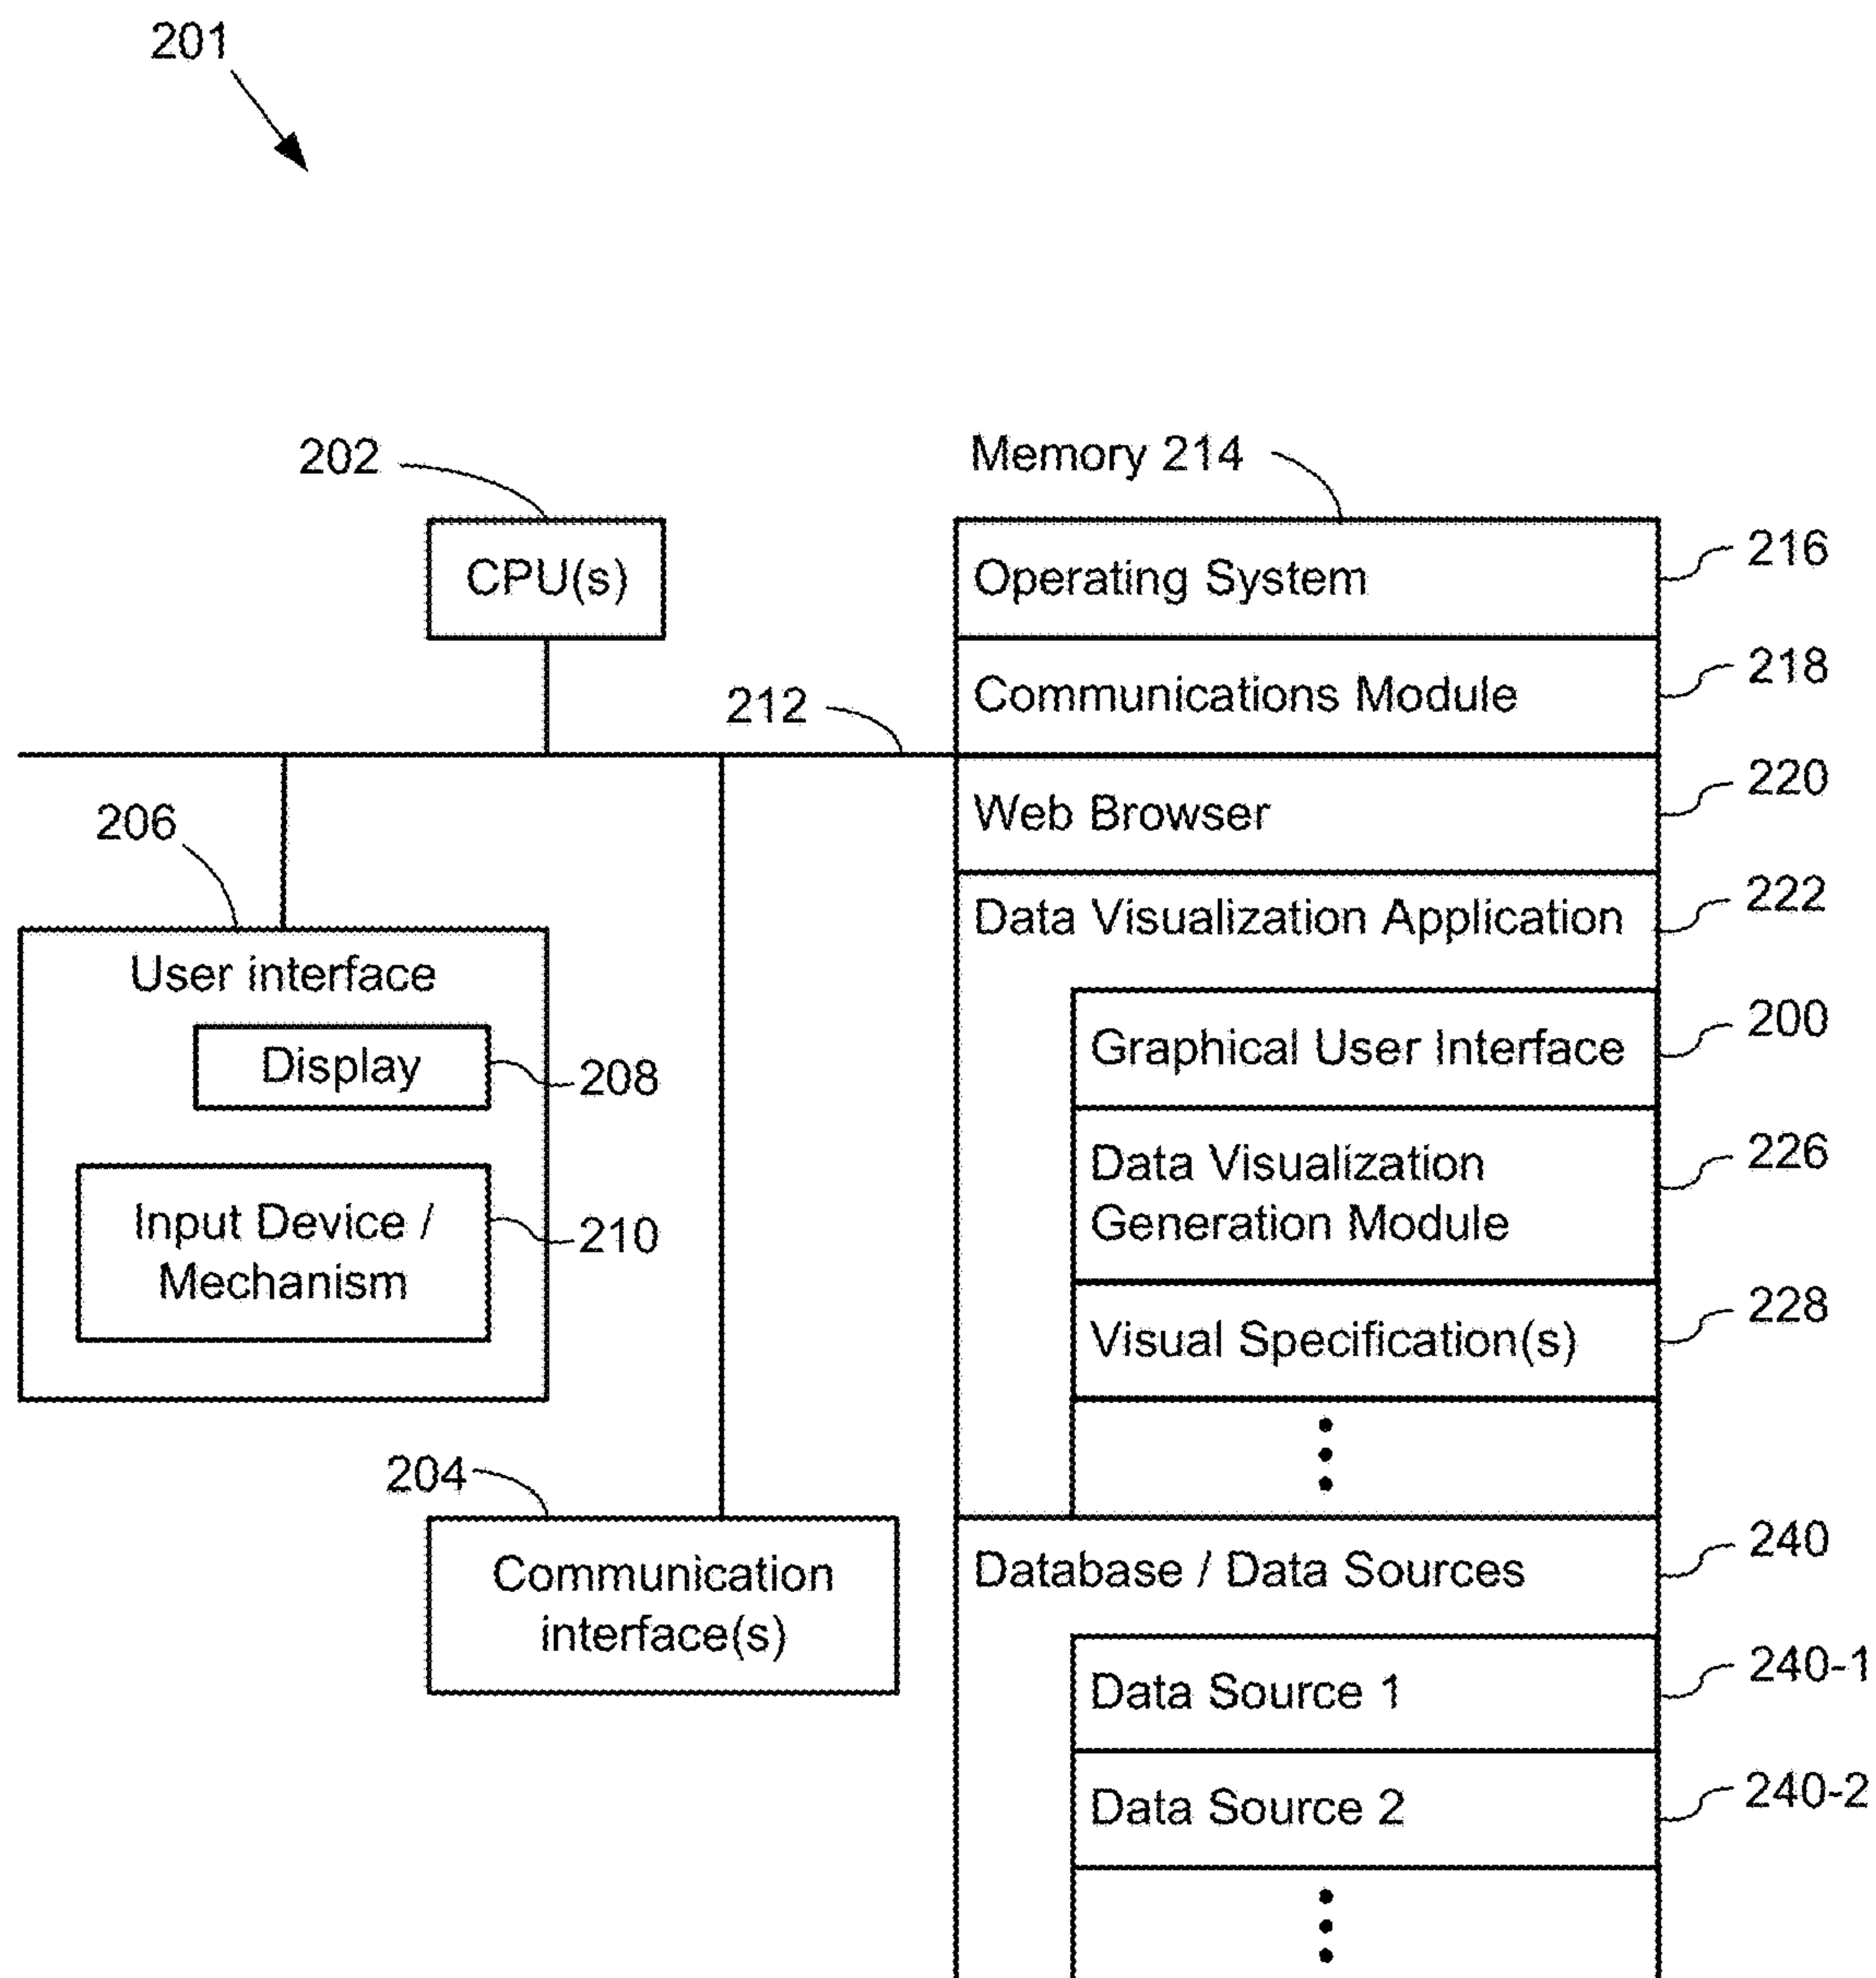 201
202
CPU(s)
212
206
User interface
Display
208
Input Device /
Mechanism
210
204
Communication
interface(s)
Memory 214
Operating System
216
Communications Module
218
Web Browser
220
Data Visualization Application
222
Graphical User Interface
200
Data Visualization
Generation Module
226
Visual Specification(s)
228
Database / Data Sources
240
Data Source 1
240-1
Data Source 2
240-2